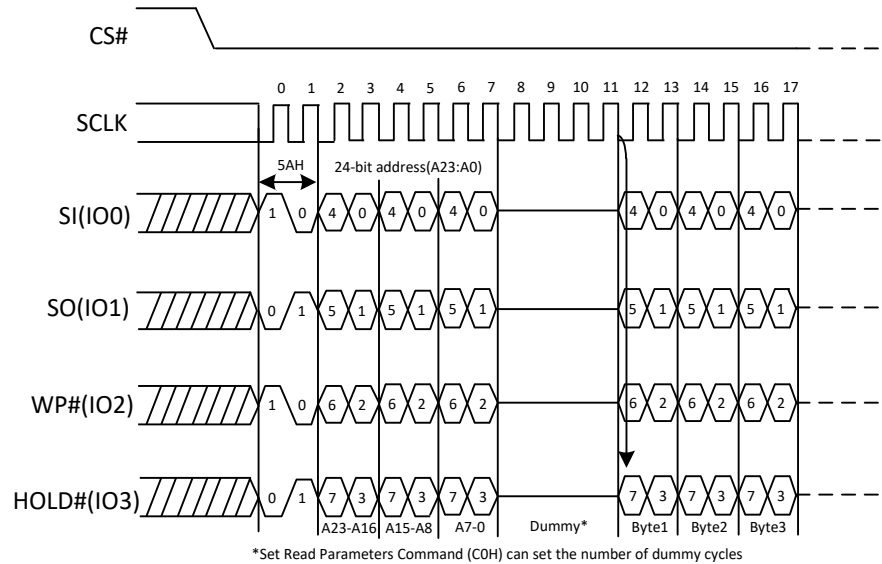 CS#
0 1 2 3 4 5 6 7 8 9 10 11 12 13 14 15 16 17
SCLK
5AH 24-bit address(A23:A0)
SI(IO0) 1 0 4 0 4 0 4 0 4 0 4 0 4 0
SO(IO1) 0 1 5 1 5 1 5 1 5 1 5 1 5 1
WP#(IO2) 1 0 6 2 6 2 6 2 6 2 6 2 6 2
HOLD#(IO3) 0 1 7 3 7 3 7 3 7 3 7 3 7 3
A23-A16 A15-A8 A7-0 Dummy* Byte1 Byte2 Byte3
*Set Read Parameters Command (C0H) can set the number of dummy cycles